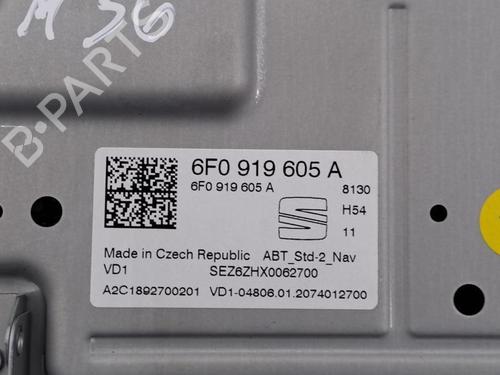 M 36
B-PARTS
6F0 919 605 A
6F0 919 605 A 8130
H54
11
Made in Czech Republic ABT_Std-2_Nav
VD1 SEZ6ZHX0062700
A2C1892700201 VD1-04806.01.2074012700